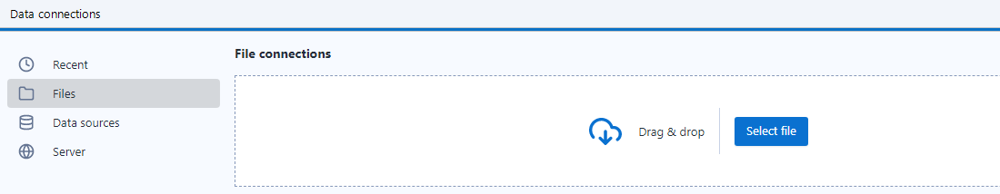 Data connections
Recent
Files
Data sources
Server
File connections
Drag & drop
Select file